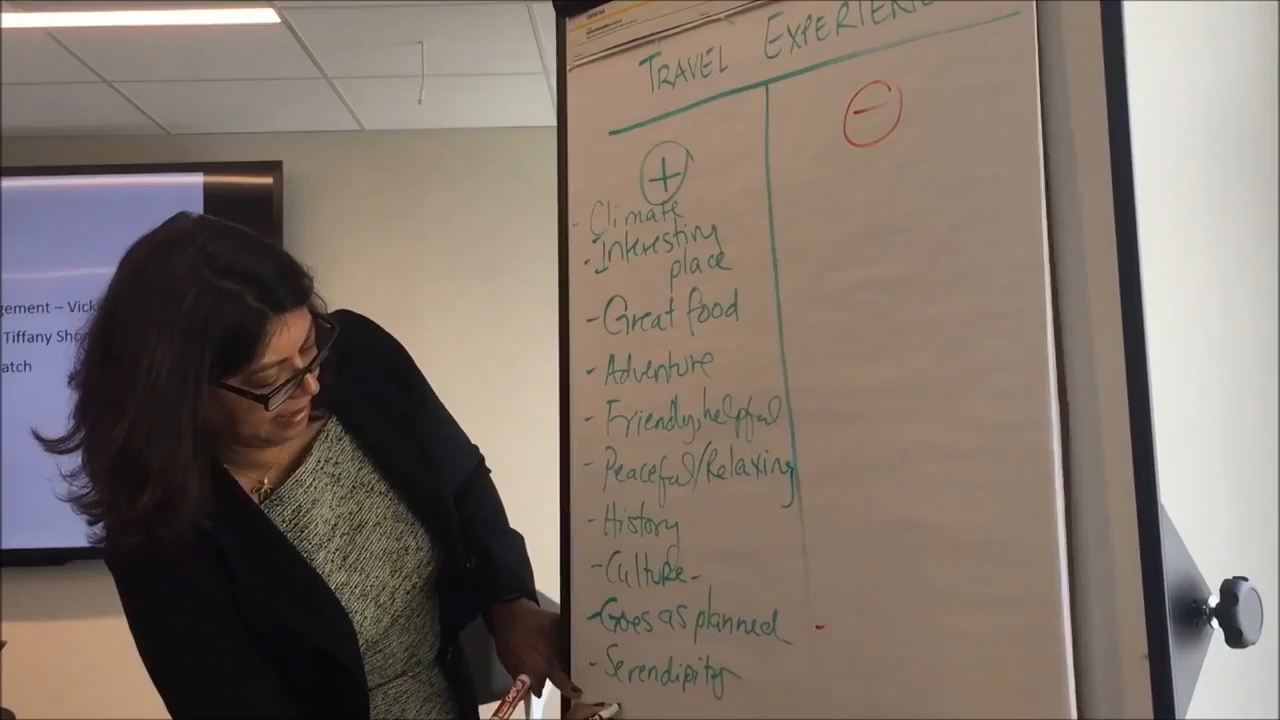 TRAVEL EXPERIEN
+
-
- Climate
- Interesting
place
- Great food
- Adventure
- Friendly, helpful
- Peaceful/Relaxing
- History
- Culture
- Goes as planned
- Serendipity
gement – Vick
Tiffany Sho
atch